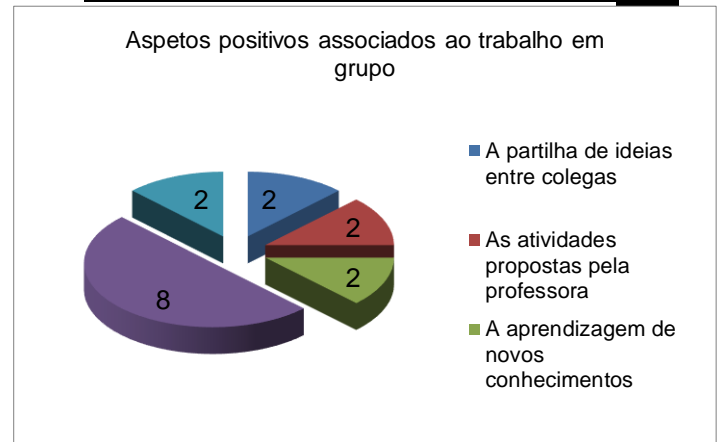 Aspetos positivos associados ao trabalho em
grupo
2
2
2
2
8
A partilha de ideias
entre colegas
As atividades
propostas pela
professora
A aprendizagem de
novos
conhecimentos